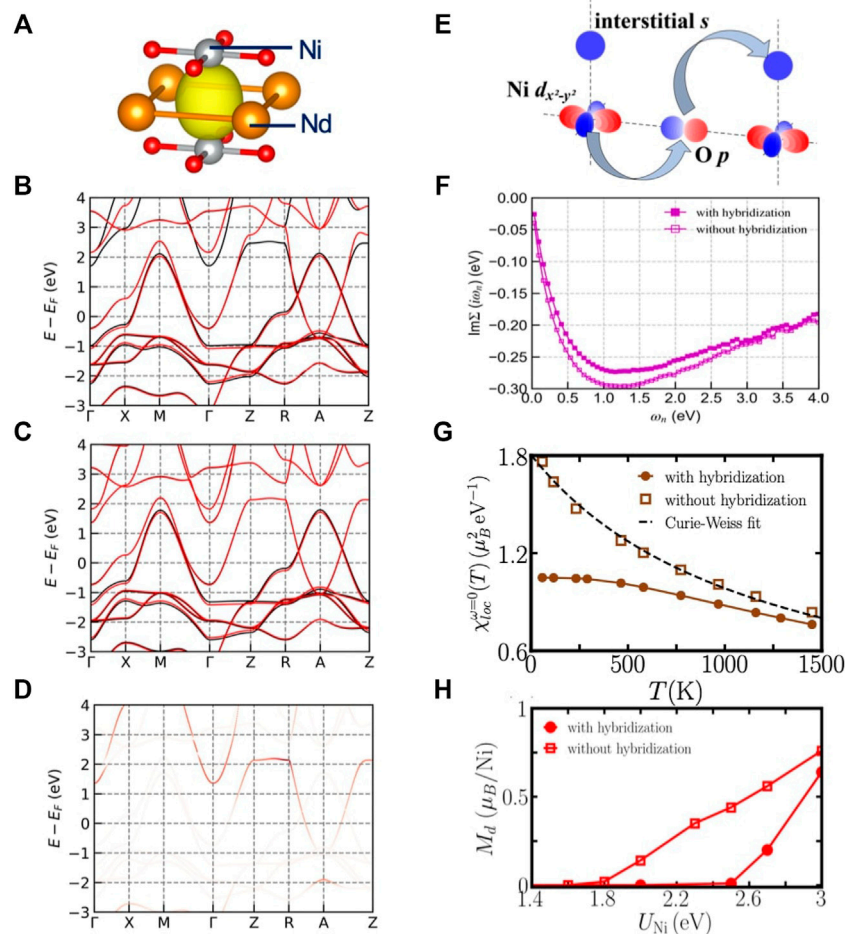 A
Ni
Nd
B
E − E_F (eV)
4
3
2
1
0
−1
−2
−3
Γ X M Γ Z R A Z
C
E − E_F (eV)
4
3
2
1
0
−1
−2
−3
Γ X M Γ Z R A Z
D
E − E_F (eV)
4
3
2
1
0
−1
−2
−3
Γ X M Γ Z R A Z
E
interstitial s
Ni d_{x²-y²}
O p
F
ImΣ (iω_n) (eV)
0.00
−0.05
−0.10
−0.15
−0.20
−0.25
−0.30
with hybridization
without hybridization
0.0 0.5 1.0 1.5 2.0 2.5 3.0 3.5 4.0
ω_n (eV)
G
χ_{loc}^{ω=0}(T) (μ_B² eV⁻¹)
1.8
1.2
0.6
with hybridization
without hybridization
Curie-Weiss fit
0 500 1000 1500
T(K)
H
M_d (μ_B/Ni)
1
0.5
0
with hybridization
without hybridization
1.4 1.8 2.2 2.6 3
U_Ni (eV)